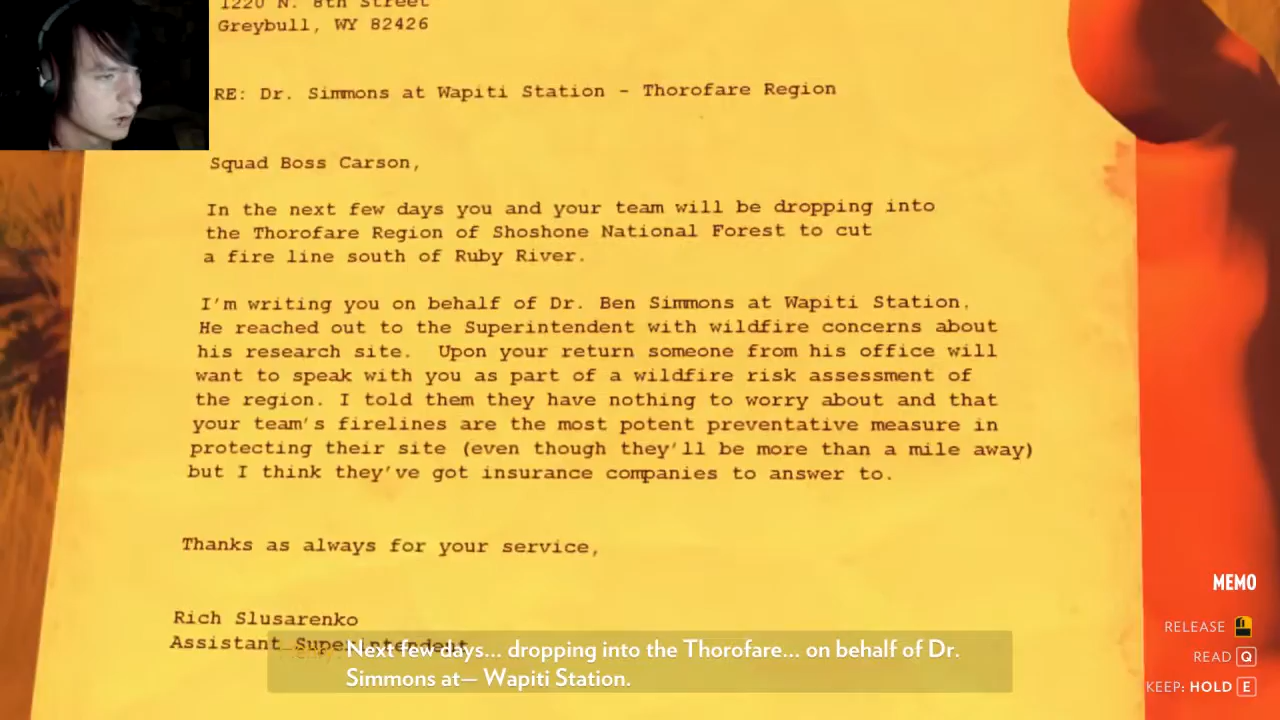 1220 N. 8th Street
Greybull, WY 82426
RE: Dr. Simmons at Wapiti Station - Thorofare Region
Squad Boss Carson,
In the next few days you and your team will be dropping into
the Thorofare Region of Shoshone National Forest to cut
a fire line south of Ruby River.
I'm writing you on behalf of Dr. Ben Simmons at Wapiti Station.
He reached out to the Superintendent with wildfire concerns about
his research site. Upon your return someone from his office will
want to speak with you as part of a wildfire risk assessment of
the region. I told them they have nothing to worry about and that
your team's firelines are the most potent preventative measure in
protecting their site (even though they'll be more than a mile away)
but I think they've got insurance companies to answer to.
Thanks as always for your service,
Rich Slusarenko
Assistant Superintendent
Henry: Next few days... dropping into the Thorofare... on behalf of Dr.
Simmons at— Wapiti Station.
MEMO
RELEASE
READ Q
KEEP: HOLD E